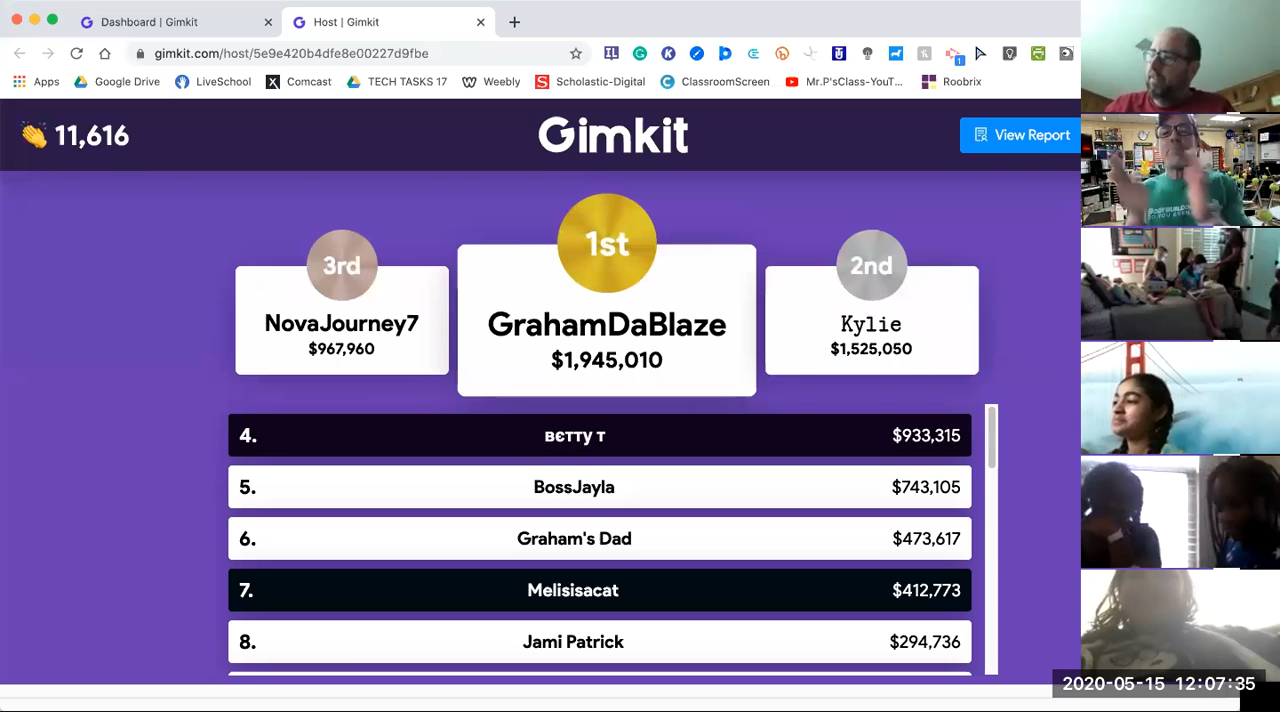 Dashboard | Gimkit
Host | Gimkit
gimkit.com/host/5e9e420b4dfe8e00227d9fbe
Apps Google Drive LiveSchool Comcast TECH TASKS 17 Weebly Scholastic-Digital ClassroomScreen Mr.P'sClass-YouT... Roobrix
11,616
Gimkit
View Report
3rd
NovaJourney7
$967,960
1st
GrahamDaBlaze
$1,945,010
2nd
Kylie
$1,525,050
4. вєттy т $933,315
5. BossJayla $743,105
6. Graham's Dad $473,617
7. Melisisacat $412,773
8. Jami Patrick $294,736
2020-05-15 12:07:35